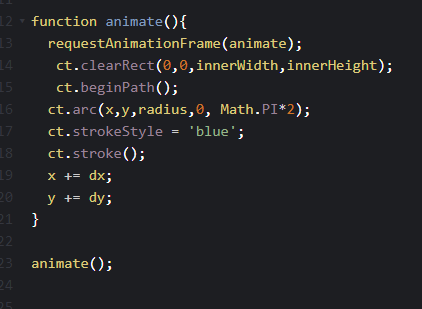 12 function animate(){
13 requestAnimationFrame(animate);
14 ct.clearRect(0,0,innerWidth,innerHeight);
15 ct.beginPath();
16 ct.arc(x,y,radius,0, Math.PI*2);
17 ct.strokeStyle = 'blue';
18 ct.stroke();
19 x += dx;
20 y += dy;
21 }
22
23 animate();
24
25